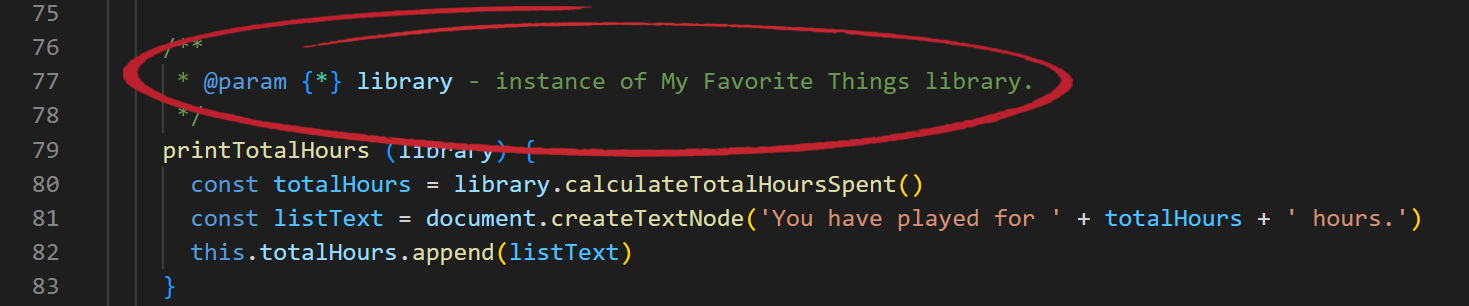 75
76 /**
77 * @param {*} library - instance of My Favorite Things library.
78 */
79 printTotalHours (library) {
80 const totalHours = library.calculateTotalHoursSpent()
81 const listText = document.createTextNode('You have played for ' + totalHours + ' hours.')
82 this.totalHours.append(listText)
83 }